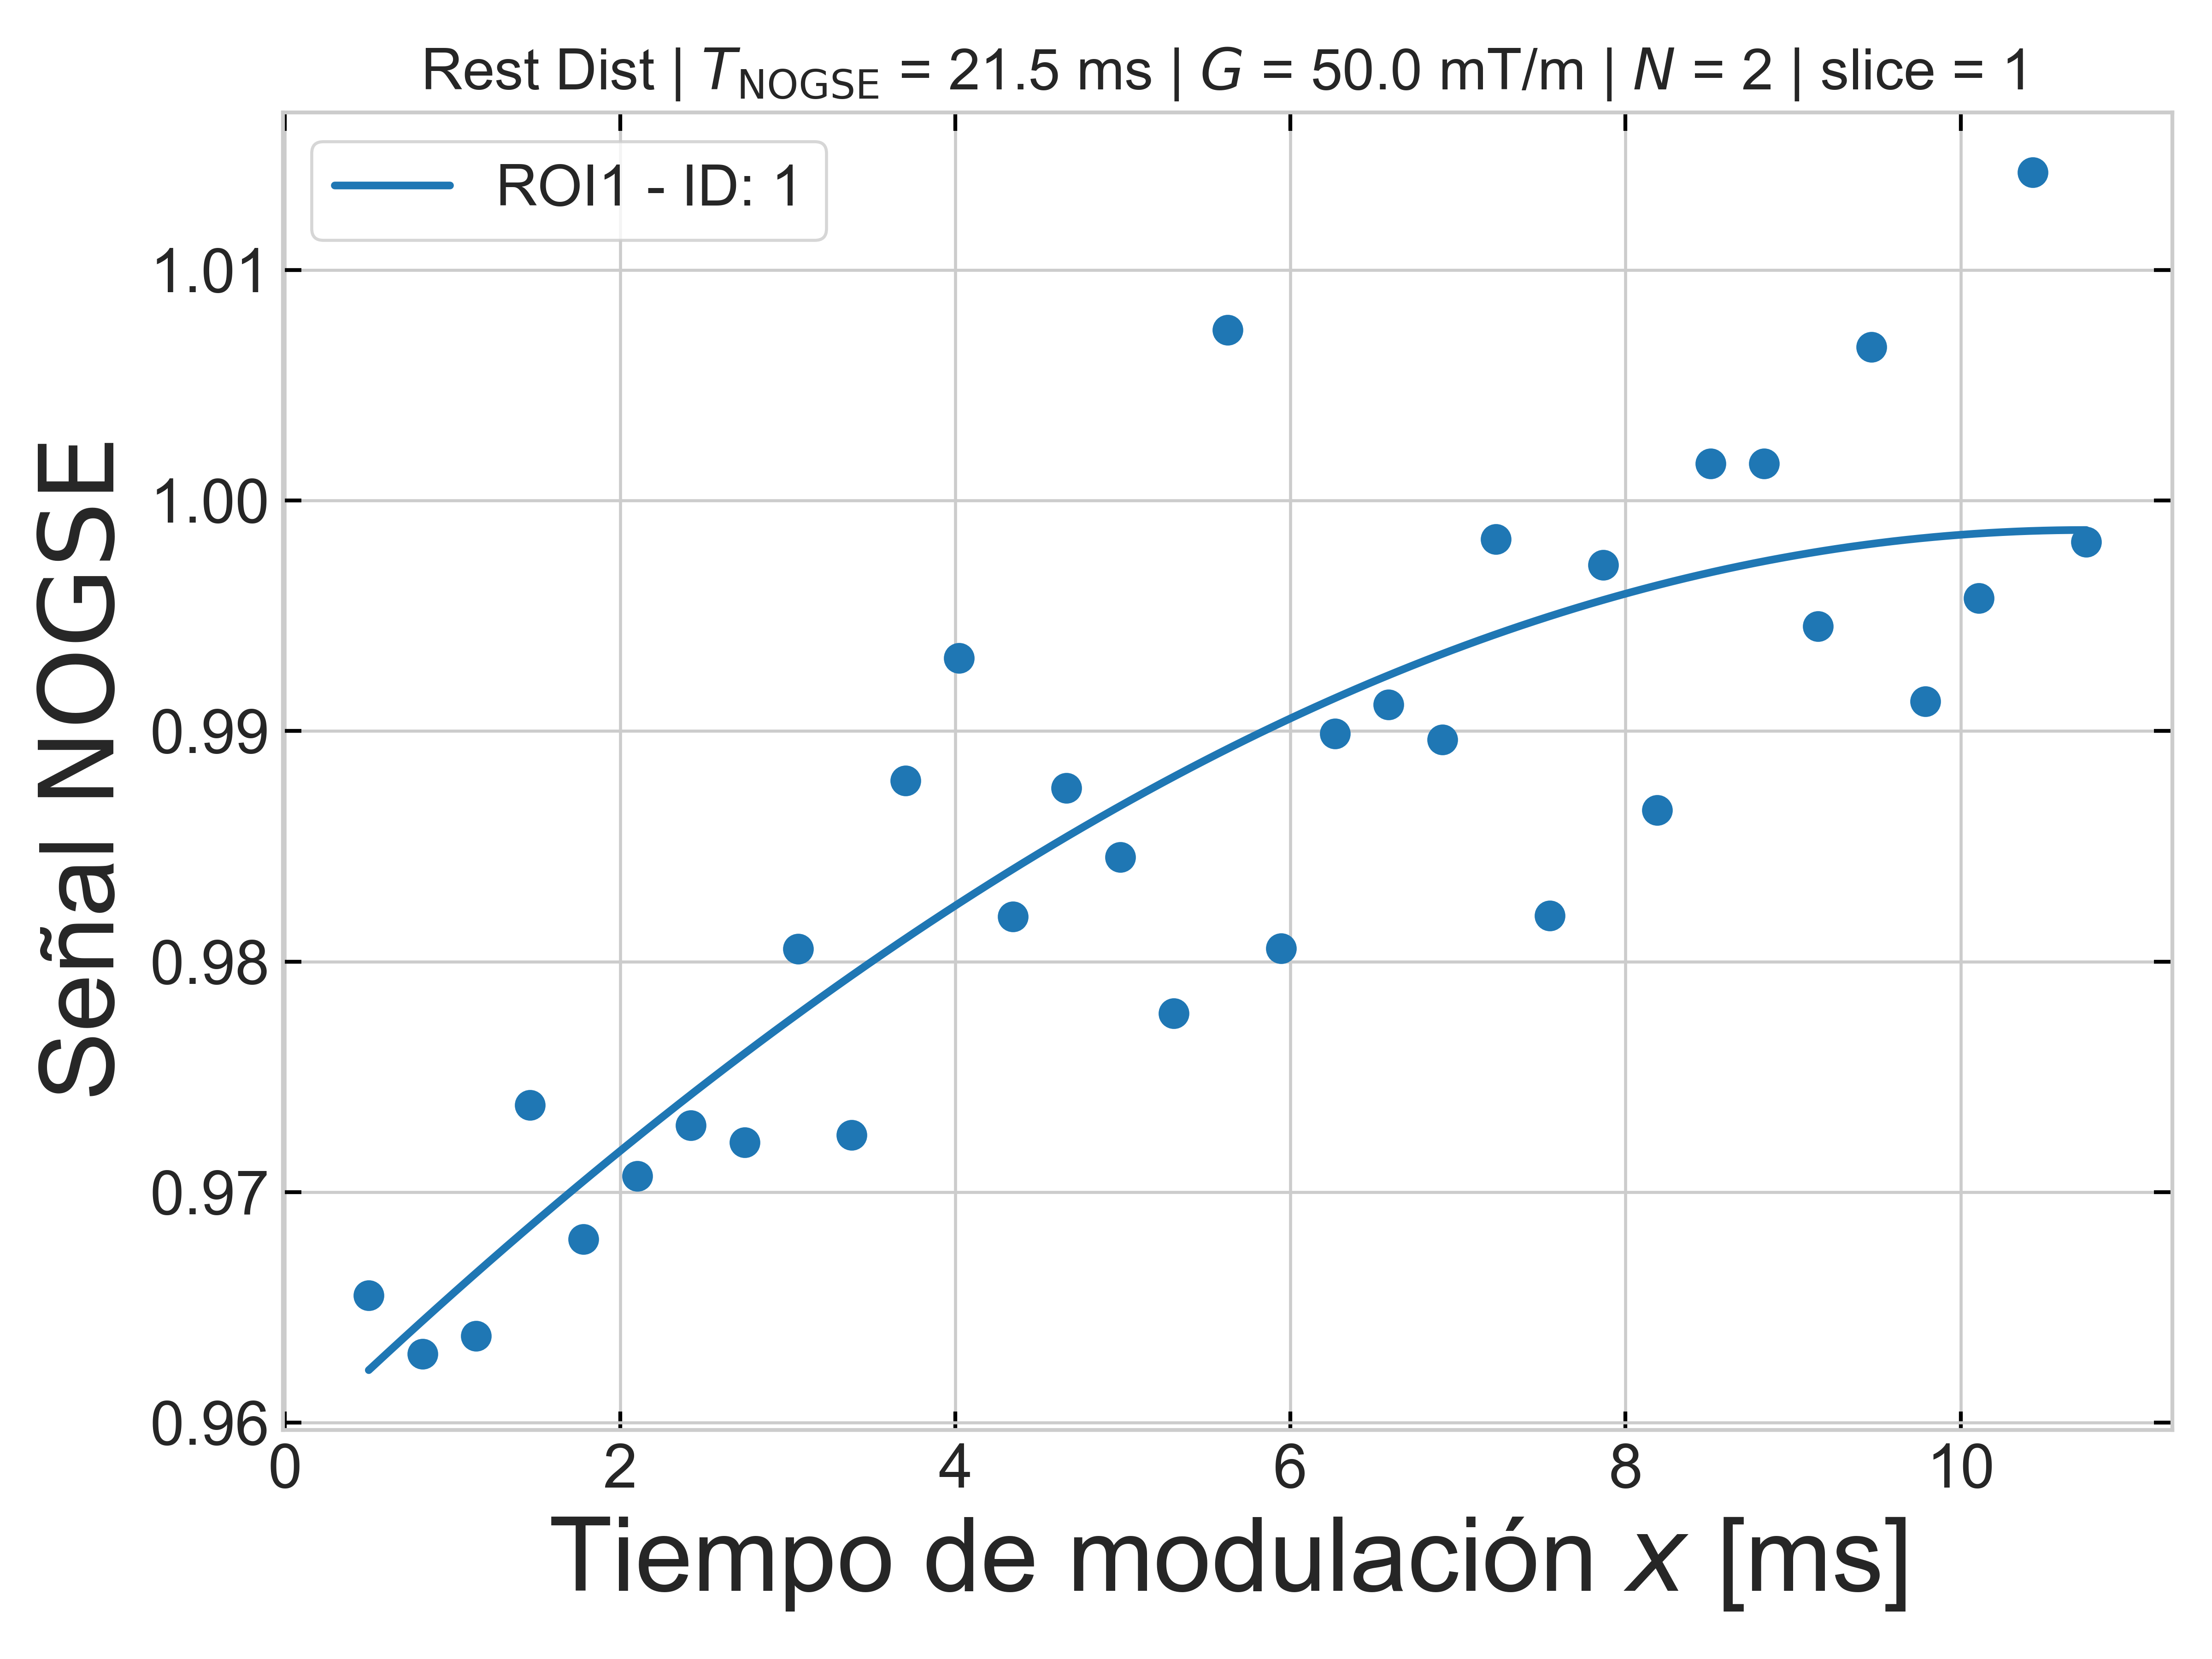 Rest Dist | T_NOGSE = 21.5 ms | G = 50.0 mT/m | N = 2 | slice = 1
ROI1 - ID: 1
Señal NOGSE
1.01
1.00
0.99
0.98
0.97
0.96
0 2 4 6 8 10
Tiempo de modulación x [ms]